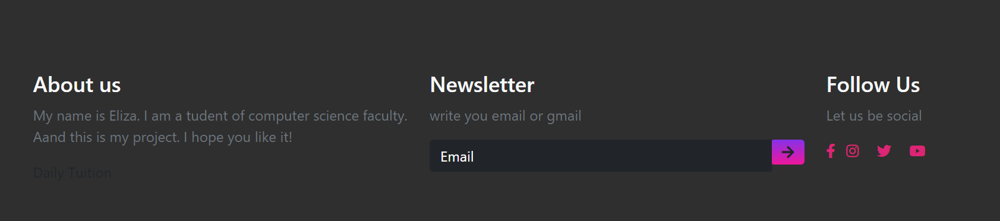 About us
My name is Eliza. I am a tudent of computer science faculty.
Aand this is my project. I hope you like it!
Daily Tuition
Newsletter
write you email or gmail
Email
Follow Us
Let us be social